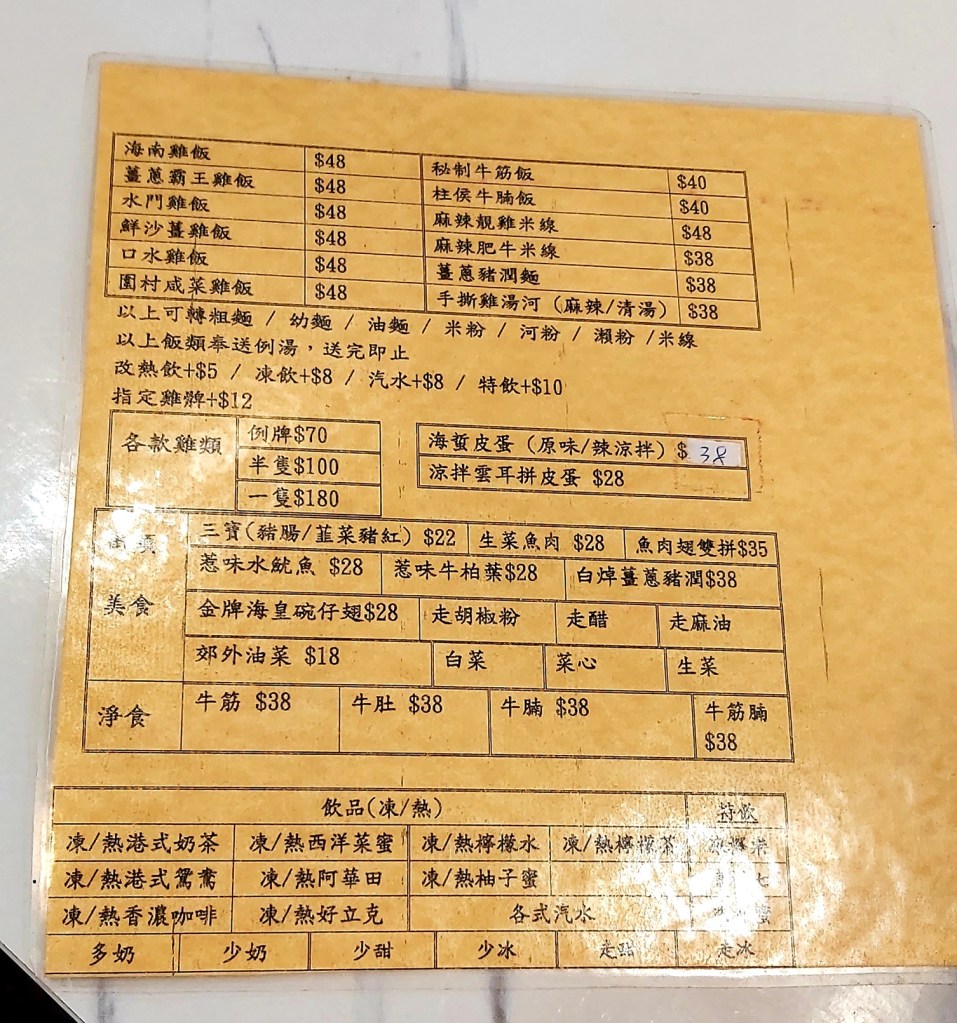 海南雞飯 $48
薑蔥霸王雞飯 $48
水門雞飯 $48
鮮沙薑雞飯 $48
口水雞飯 $48
圍村咸菜雞飯 $48
秘制牛筋飯 $40
柱侯牛腩飯 $40
麻辣靚雞米線 $48
麻辣肥牛米線 $38
薑蔥豬潤麵 $38
手撕雞湯河(麻辣/清湯) $38
以上可轉粗麵 / 幼麵 / 油麵 / 米粉 / 河粉 / 瀨粉 /米線
以上飯類奉送例湯，送完即止
改熱飲+$5 / 凍飲+$8 / 汽水+$8 / 特飲+$10
指定雞髀+$12
各款雞類
例牌$70
半隻$100
一隻$180
海蜇皮蛋(原味/辣涼拌) $38
涼拌雲耳拼皮蛋 $28
美食
三寶(豬腸/韮菜豬紅) $22 生菜魚肉 $28 魚肉翅雙拼$35
惹味水魷魚 $28 惹味牛柏葉$28 白焯薑蔥豬潤$38
金牌海皇碗仔翅$28 走胡椒粉 走醋 走麻油
郊外油菜 $18 白菜 菜心 生菜
淨食 牛筋 $38 牛肚 $38 牛腩 $38 牛筋腩
$38
飲品(凍/熱) 特飲
凍/熱港式奶茶 凍/熱西洋菜蜜 凍/熱檸檬水 凍/熱檸檬茶
凍/熱港式鴛鴦 凍/熱阿華田 凍/熱柚子蜜
凍/熱香濃咖啡 凍/熱好立克 各式汽水
多奶 少奶 少甜 少冰 走甜 走冰